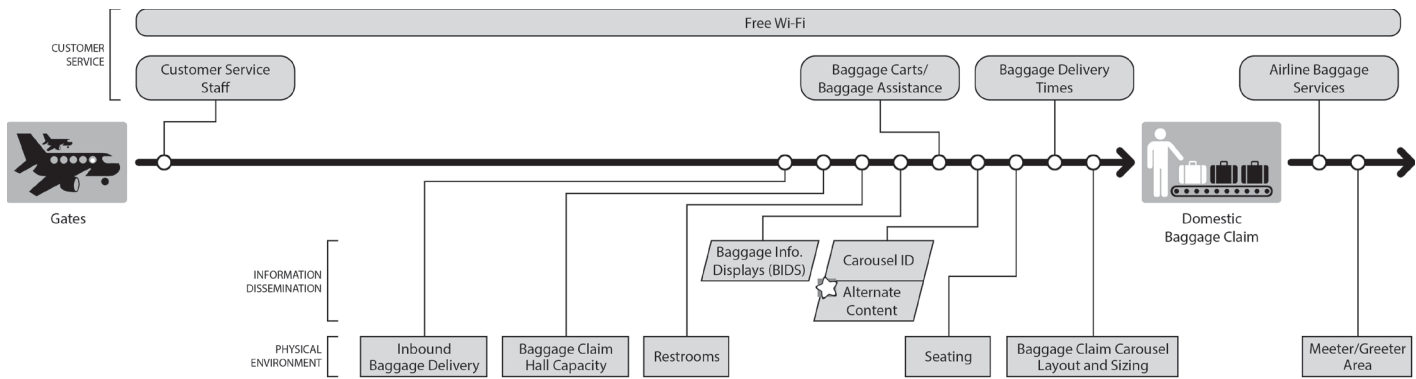 Free Wi-Fi
CUSTOMER
SERVICE
Customer Service
Staff
Baggage Carts/
Baggage Assistance
Baggage Delivery
Times
Airline Baggage
Services
Gates
Domestic
Baggage Claim
INFORMATION
DISSEMINATION
Baggage Info.
Displays (BIDS)
Carousel ID
Alternate
Content
PHYSICAL
ENVIRONMENT
Inbound
Baggage Delivery
Baggage Claim
Hall Capacity
Restrooms
Seating
Baggage Claim Carousel
Layout and Sizing
Meeter/Greeter
Area